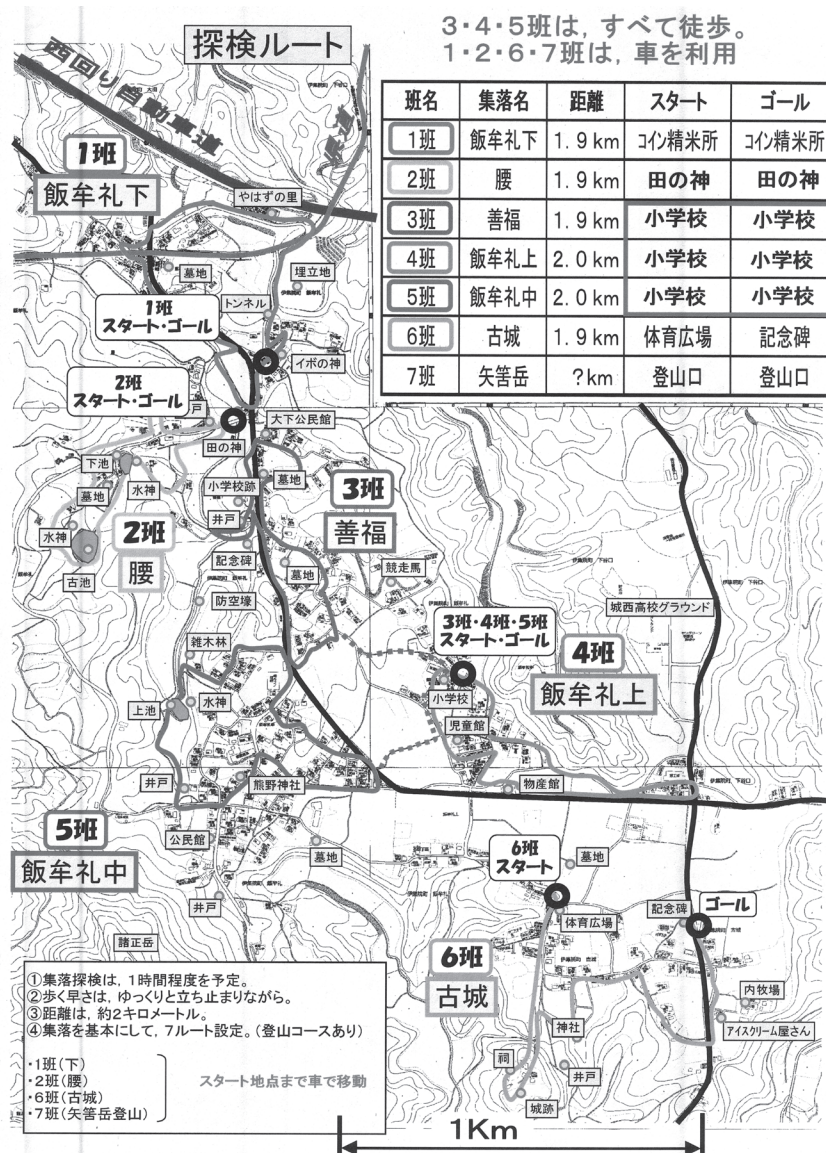 探検ルート
3・4・5班は，すべて徒歩。
1・2・6・7班は，車を利用
班名 集落名 距離 スタート ゴール
1班 飯牟礼下 1.9km コイン精米所 コイン精米所
2班 腰 1.9km 田の神 田の神
3班 善福 1.9km 小学校 小学校
4班 飯牟礼上 2.0km 小学校 小学校
5班 飯牟礼中 2.0km 小学校 小学校
6班 古城 1.9km 体育広場 記念碑
7班 矢筈岳 ?km 登山口 登山口
西回り自動車道
1班
飯牟礼下
やはずの里
墓地
埋立地
トンネル
1班
スタート・ゴール
イボの神
2班
スタート・ゴール
大下公民館
田の神
下池
墓地
水神
小学校跡
墓地
3班
善福
井戸
水神
2班
腰
古池
記念碑
墓地
競走馬
防空壕
城西高校グラウンド
3班・4班・5班
スタート・ゴール
4班
飯牟礼上
雑木林
小学校
水神
上池
児童館
井戸
熊野神社
物産館
5班
飯牟礼中
公民館
墓地
6班
スタート
墓地
井戸
体育広場
記念碑
ゴール
諸正岳
6班
古城
内牧場
神社
アイスクリーム屋さん
祠
井戸
城跡
①集落探検は，1時間程度を予定。
②歩く早さは，ゆっくりと立ち止まりながら。
③距離は，約2キロメートル。
④集落を基本にして，7ルート設定。（登山コースあり）
・1班(下)
・2班(腰)
・6班(古城)
・7班(矢筈岳登山)
スタート地点まで車で移動
1Km